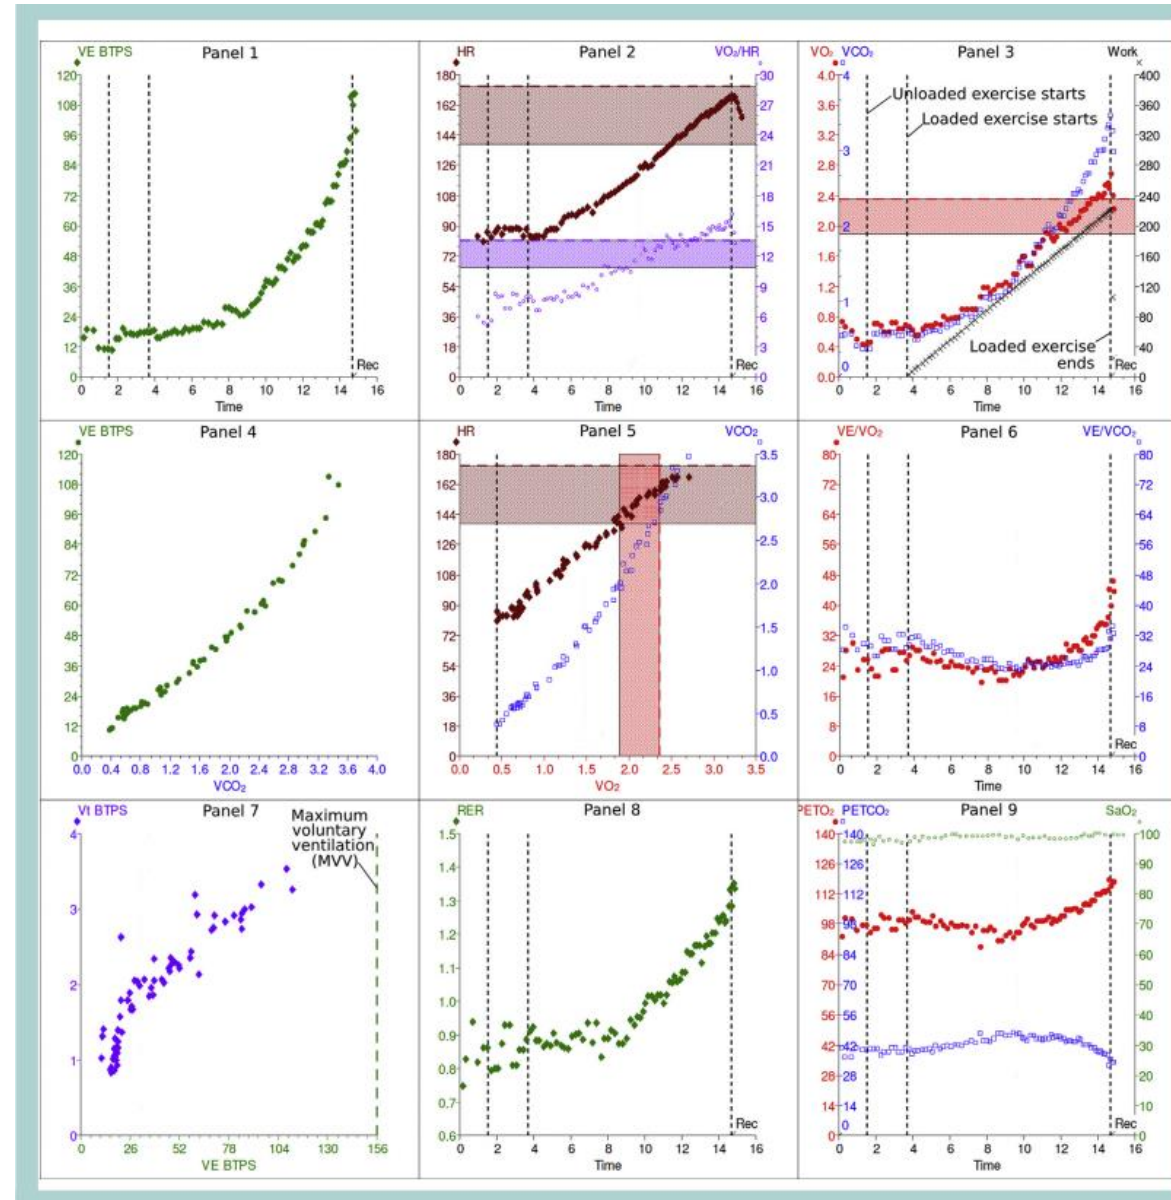 VE BTPS Panel 1
120
108
96
84
72
60
48
36
24
12
0
Rec
0 2 4 6 8 10 12 14 16
Time
HR Panel 2 VO₂/HR
180 30
162 27
144 24
126 21
108 18
90 15
72 12
54 9
36 6
18 3
0 0
Rec
0 2 4 6 8 10 12 14 16
Time
VO₂ VCO₂ Panel 3 Work
4.0 4 400
3.6 360
3.2 320
2.8 3 280
2.4 240
2.0 2 200
1.6 160
1.2 120
0.8 1 80
0.4 40
0.0 0 0
Unloaded exercise starts
Loaded exercise starts
Loaded exercise
ends
Rec
0 2 4 6 8 10 12 14 16
Time
VE BTPS Panel 4
120
108
96
84
72
60
48
36
24
12
0
0.0 0.4 0.8 1.2 1.6 2.0 2.4 2.8 3.2 3.6 4.0
VCO₂
HR Panel 5 VCO₂
180 3.5
162 3.0
144 2.5
126 2.0
108 1.5
90 1.0
72 0.5
54 0.0
36
18
0
0.0 0.5 1.0 1.5 2.0 2.5 3.0 3.5
VO₂
VE/VO₂ Panel 6 VE/VCO₂
80 80
72 72
64 64
56 56
48 48
40 40
32 32
24 24
16 16
8 8
0 0
Rec
0 2 4 6 8 10 12 14 16
Time
Vt BTPS Panel 7
Maximum
voluntary
ventilation
(MVV)
4
3
2
1
0
0 26 52 78 104 130 156
VE BTPS
RER Panel 8
1.5
1.4
1.3
1.2
1.1
1.0
0.9
0.8
0.7
0.6
Rec
0 2 4 6 8 10 12 14 16
Time
PETO₂ PETCO₂ Panel 9 SaO₂
140 140 100
126 126 90
112 112 80
98 98 70
84 84 60
70 70 50
56 56 40
42 42 30
28 28 20
14 14 10
0 0 0
Rec
0 2 4 6 8 10 12 14 16
Time